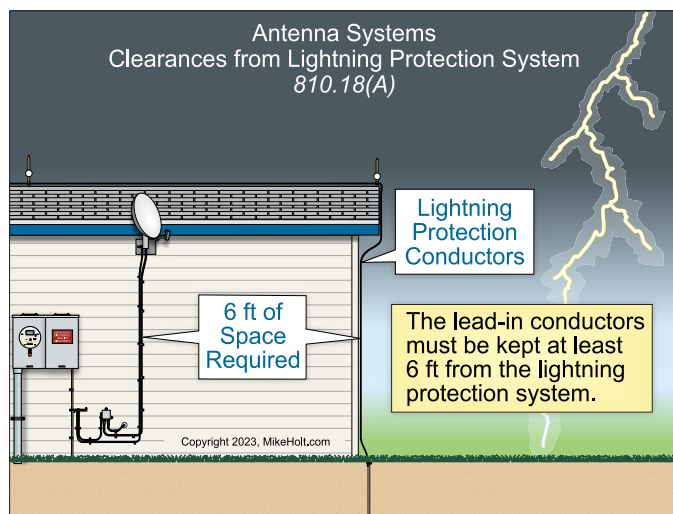 Antenna Systems
Clearances from Lightning Protection System
810.18(A)
Lightning
Protection
Conductors
6 ft of
Space
Required
The lead-in conductors
must be kept at least
6 ft from the lightning
protection system.
Copyright 2023, MikeHolt.com